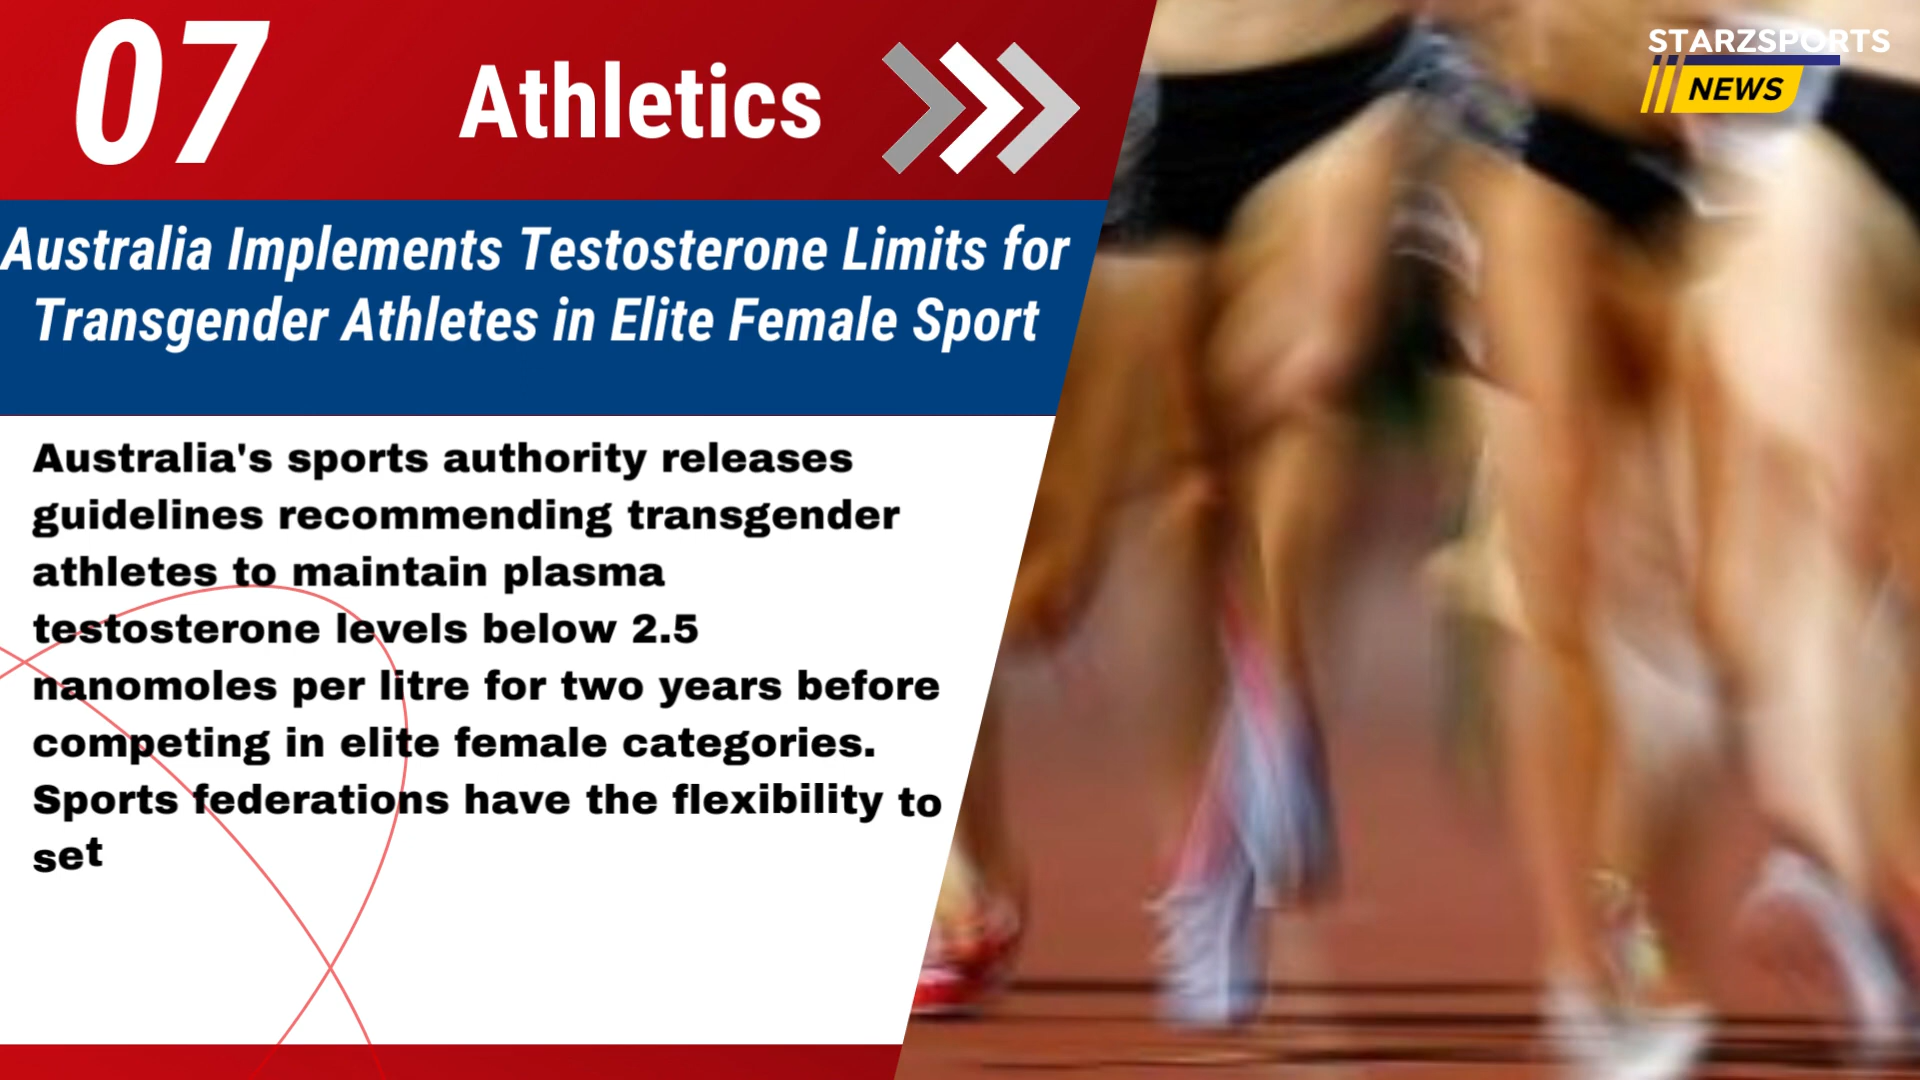 07
Athletics
STARZSPORTS
NEWS
Australia Implements Testosterone Limits for
Transgender Athletes in Elite Female Sport
Australia's sports authority releases
guidelines recommending transgender
athletes to maintain plasma
testosterone levels below 2.5
nanomoles per litre for two years before
competing in elite female categories.
Sports federations have the flexibility to
set